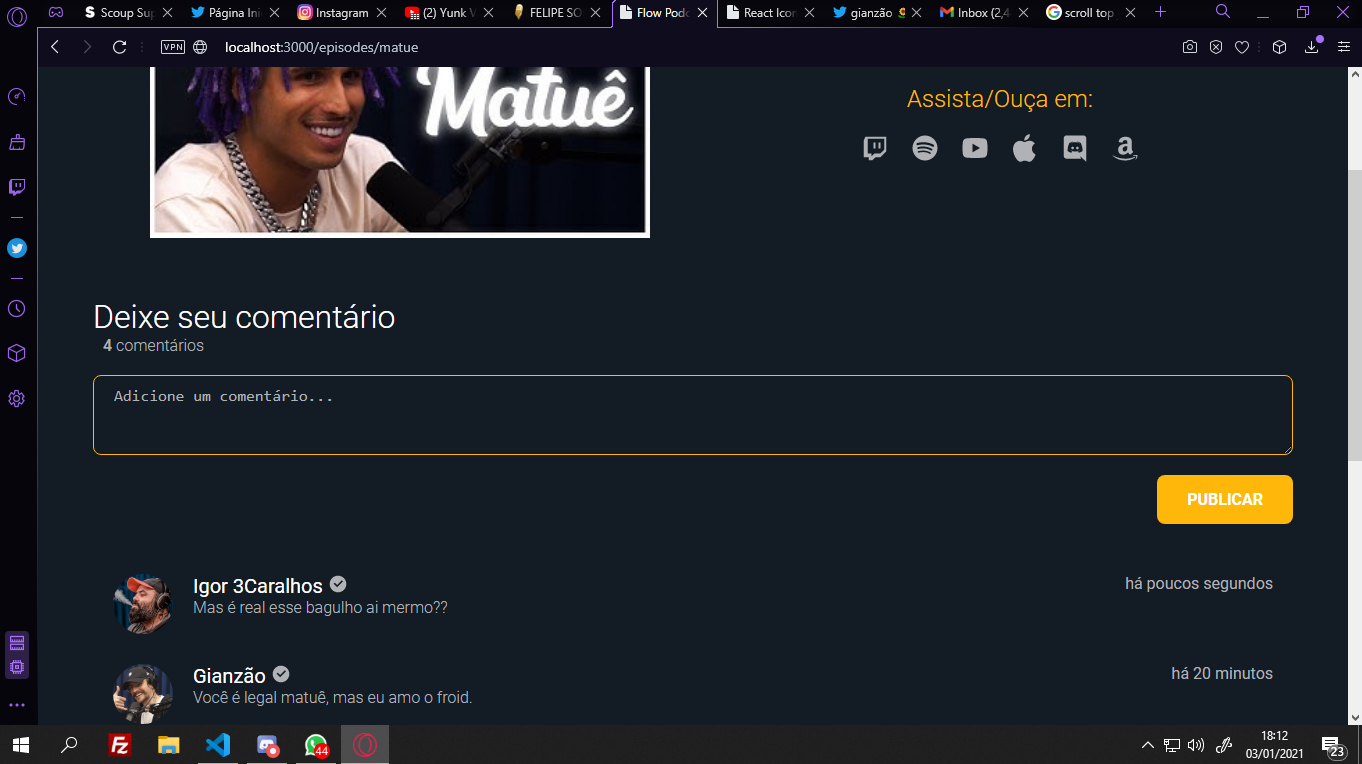 Scoup Sup
Página Ini
Instagram
(2) Yunk V
FELIPE SO
Flow Podc
React Icon
gianzão
Inbox (2,4
scroll top
VPN
localhost:3000/episodes/matue
Matuê
Assista/Ouça em:
Deixe seu comentário
4 comentários
Adicione um comentário...
PUBLICAR
Igor 3Caralhos
há poucos segundos
Mas é real esse bagulho ai mermo??
Gianzão
há 20 minutos
Você é legal matuê, mas eu amo o froid.
Fz
44
18:12
03/01/2021
23